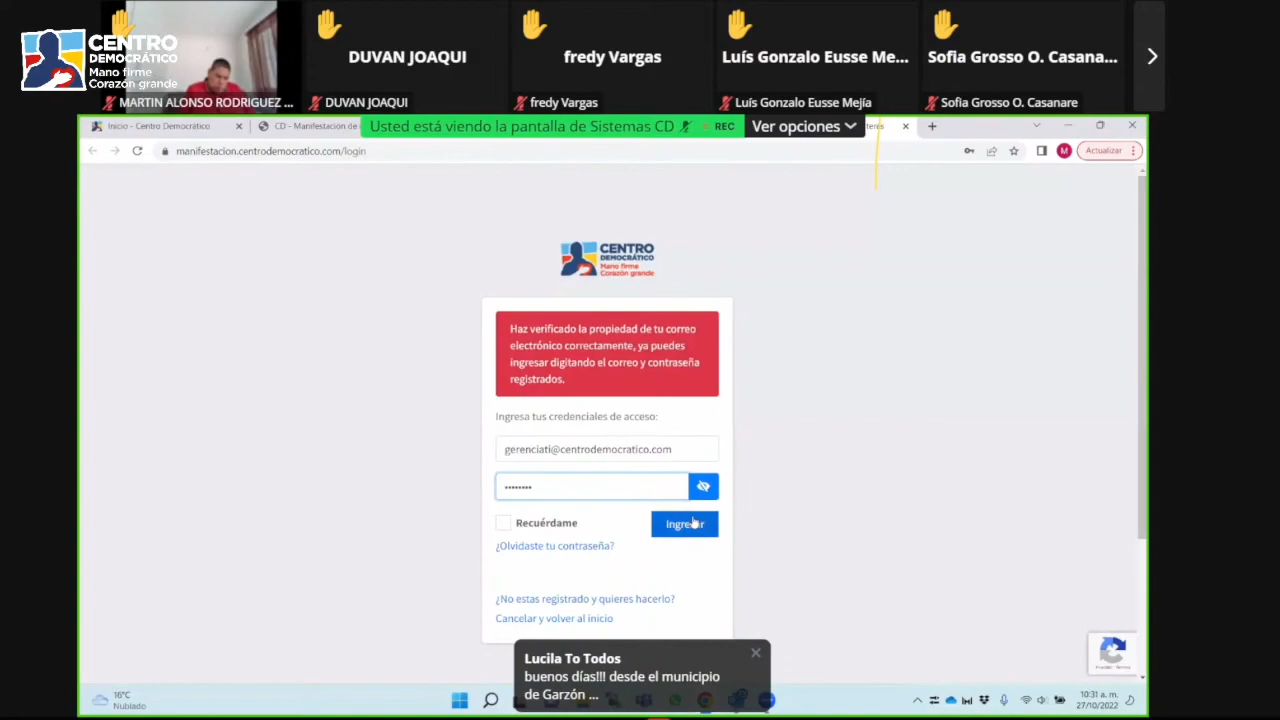 CENTRO
DEMOCRÁTICO
Mano firme
Corazón grande
MARTIN ALONSO RODRIGUEZ ...
DUVAN JOAQUI
DUVAN JOAQUI
fredy Vargas
fredy Vargas
Luís Gonzalo Eusse Me...
Luís Gonzalo Eusse Mejía
Sofia Grosso O. Casana...
Sofia Grosso O. Casanare
Inicio - Centro Democrático
CD - Manifestación de
Usted está viendo la pantalla de Sistemas CD
REC
Ver opciones
manifestacion.centrodemocratico.com/login
M
Actualizar
CENTRO
DEMOCRÁTICO
Mano firme
Corazón grande
Haz verificado la propiedad de tu correo
electrónico correctamente, ya puedes
ingresar digitando el correo y contraseña
registrados.
Ingresa tus credenciales de acceso:
gerenciati@centrodemocratico.com
••••••••
Recuérdame
Ingresar
¿Olvidaste tu contraseña?
¿No estas registrado y quieres hacerlo?
Cancelar y volver al inicio
Lucila To Todos
buenos días!!! desde el municipio
de Garzón ...
16°C
Nublado
10:31 a. m.
27/10/2022